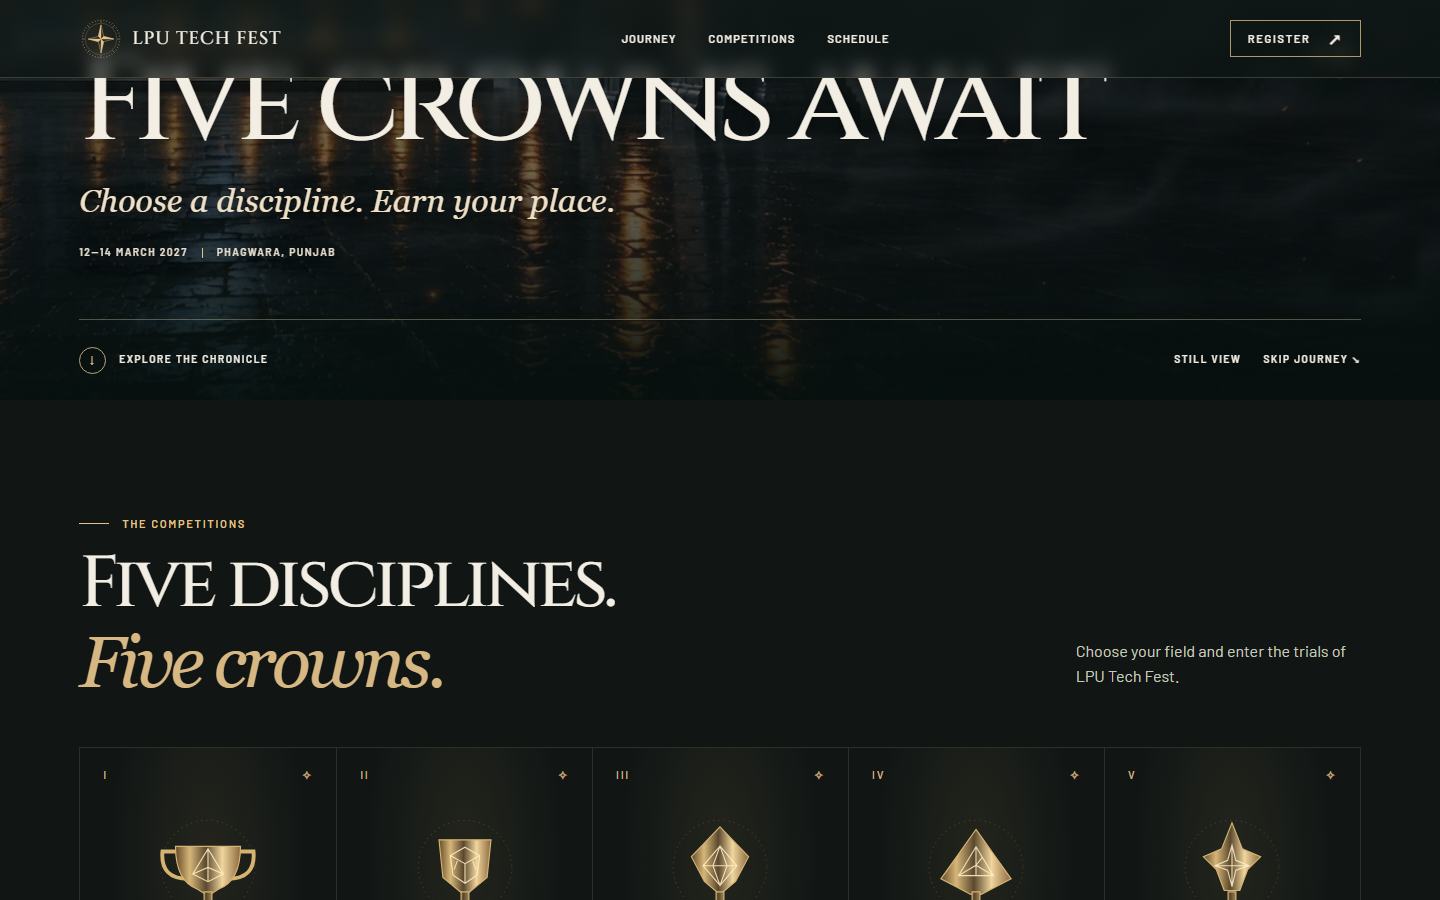 LPU TECH FEST
JOURNEY COMPETITIONS SCHEDULE
REGISTER ↗
FIVE CROWNS AWAIT
Choose a discipline. Earn your place.
12–14 MARCH 2027 | PHAGWARA, PUNJAB
↓ EXPLORE THE CHRONICLE
STILL VIEW SKIP JOURNEY ↘
THE COMPETITIONS
FIVE DISCIPLINES.
Five crowns.
Choose your field and enter the trials of
LPU Tech Fest.
I II III IV V